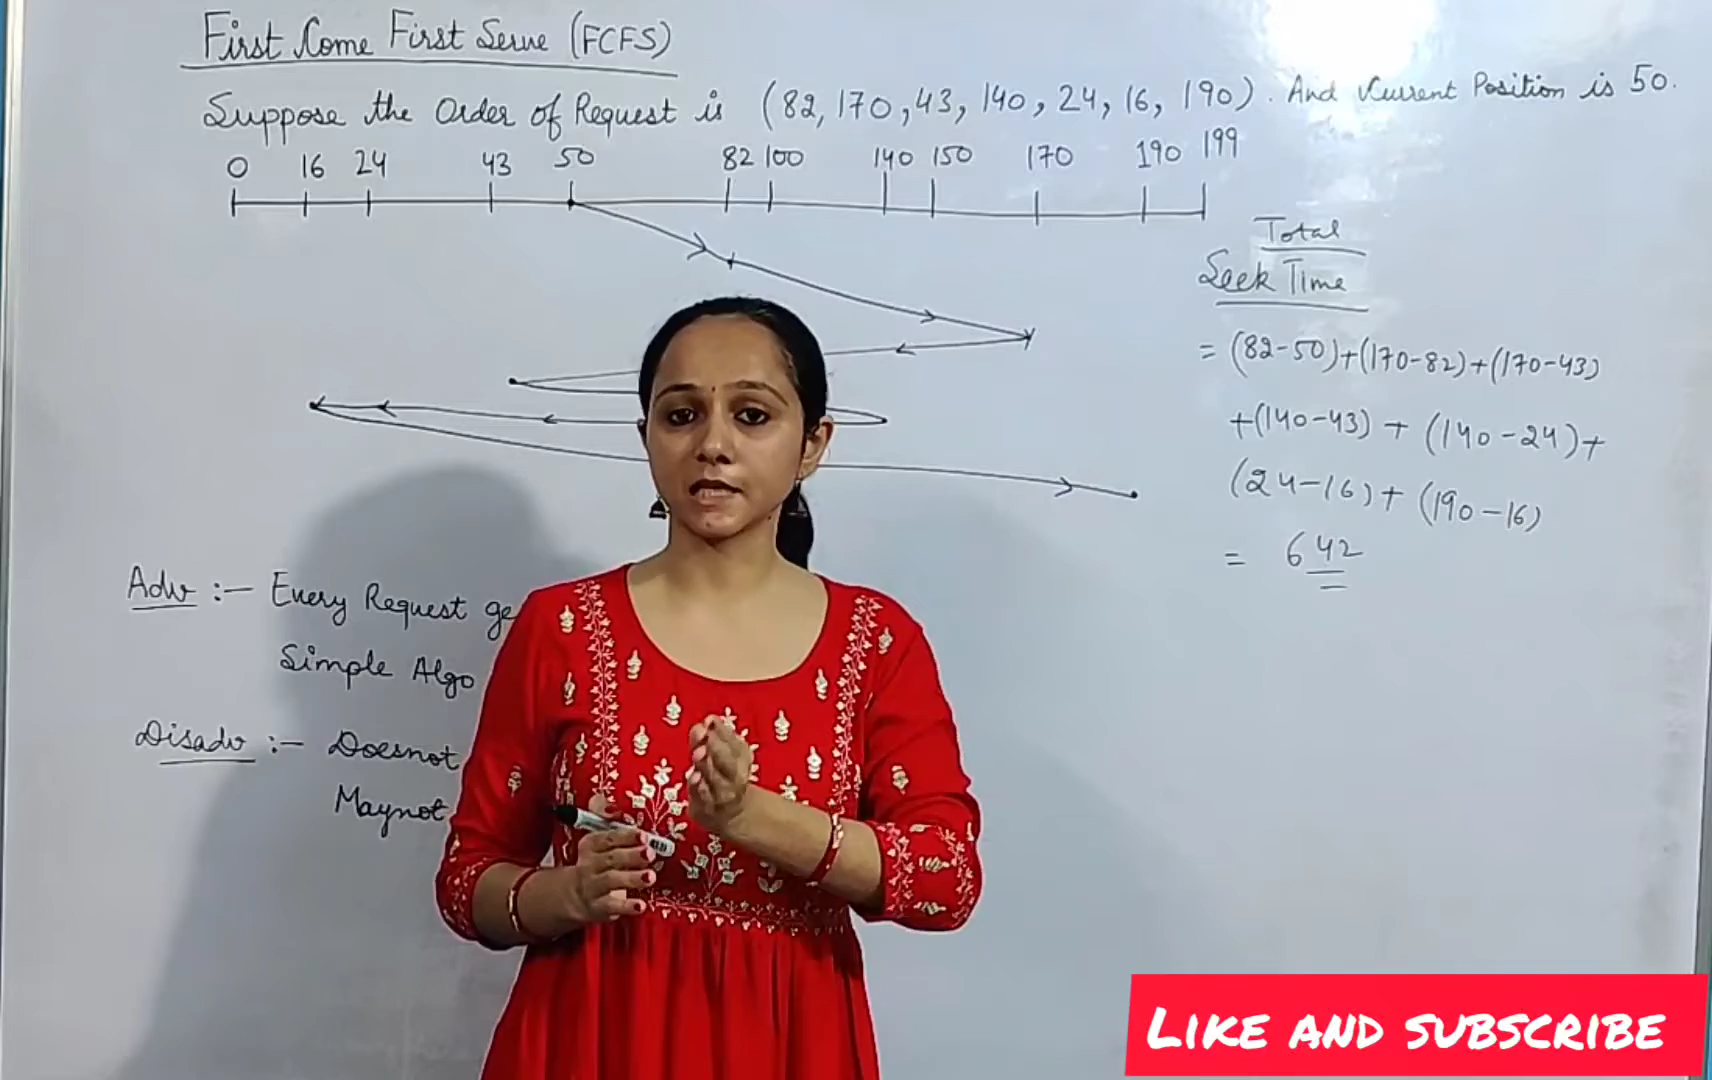 First Come First Serve (FCFS)
Suppose the Order of Request is (82, 170, 43, 140, 24, 16, 190). And Current Position is 50.
0 16 24 43 50 82 100 140 150 170 190 199
Total
Seek Time
= (82-50)+(170-82)+(170-43)
+(140-43) + (140-24)+
(24-16)+ (190-16)
= 642
Adv :- Every Request ge
Simple Algo
Disadv :- Doesnot
Maynot
LIKE AND SUBSCRIBE